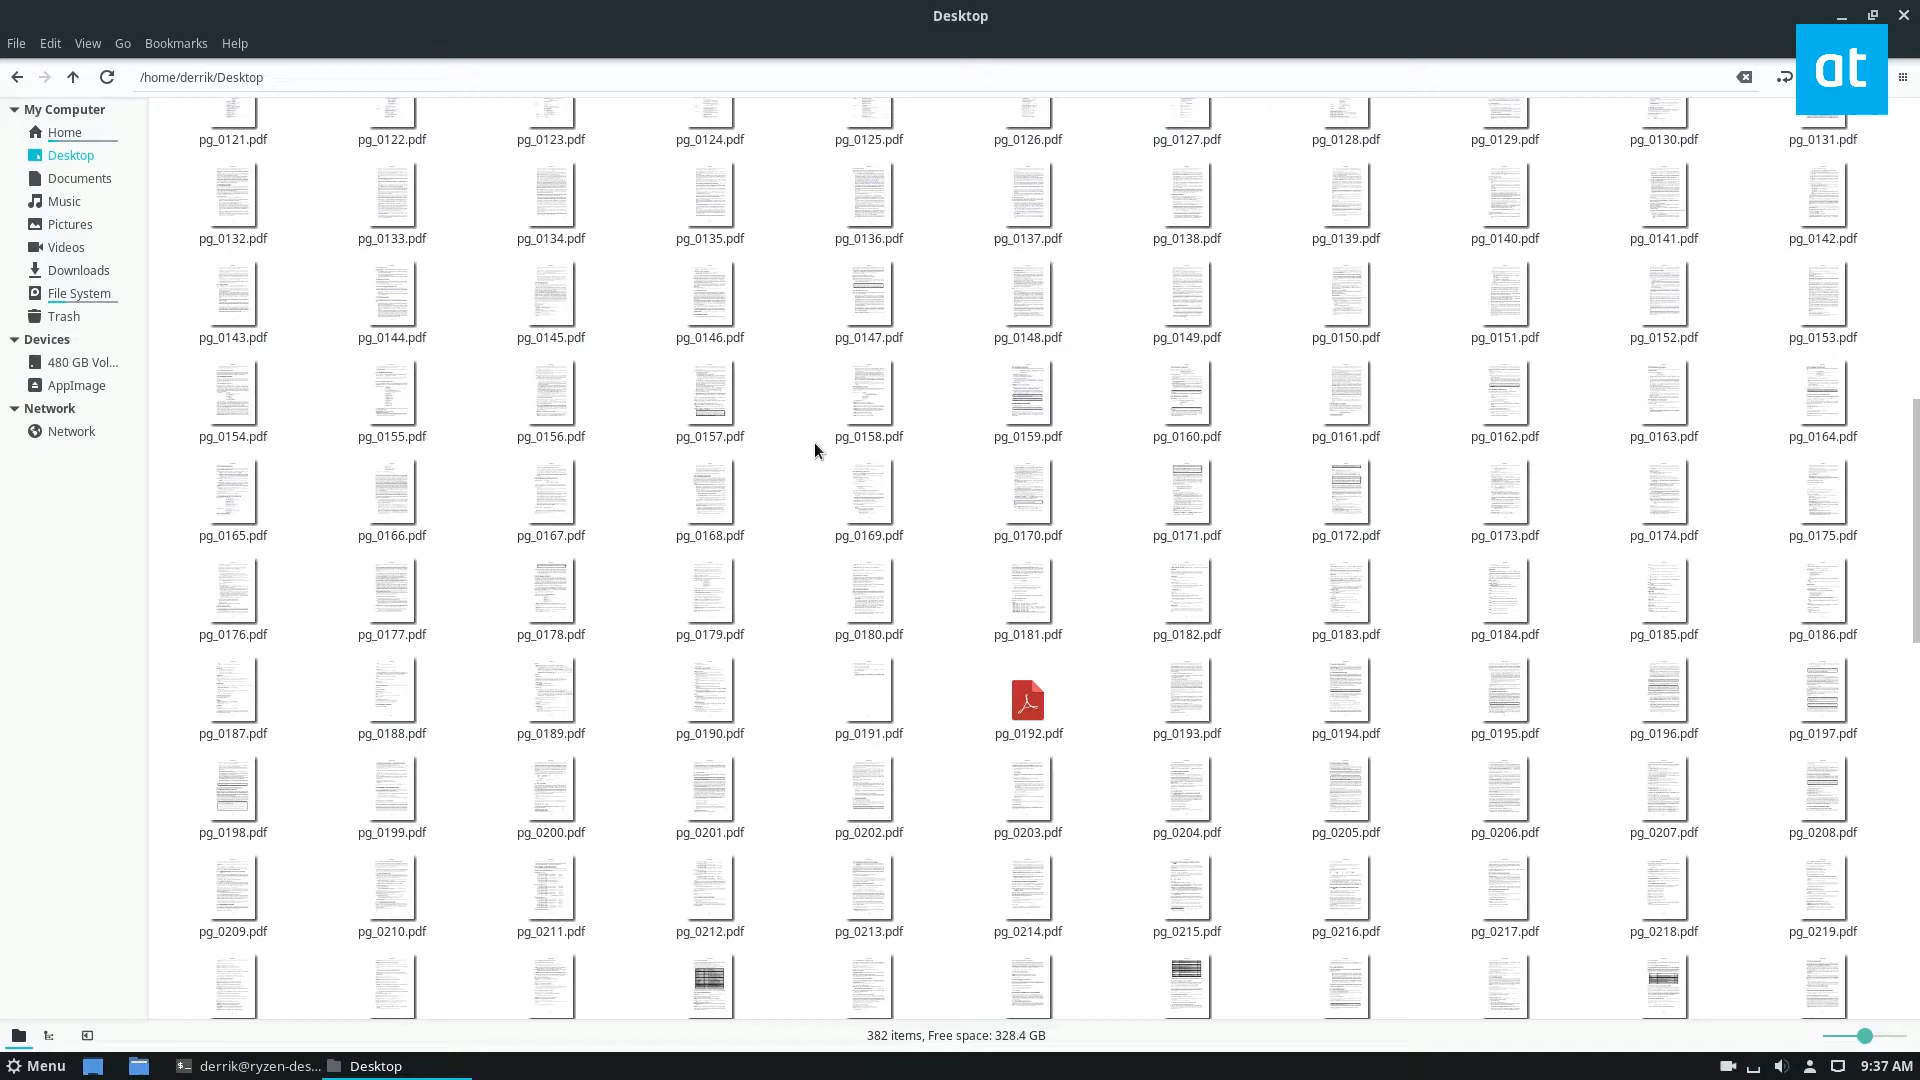 Desktop
File Edit View Go Bookmarks Help
at
/home/derrik/Desktop
My Computer
Home
Desktop
Documents
Music
Pictures
Videos
Downloads
File System
Trash
Devices
480 GB Vol...
AppImage
Network
Network
pg_0121.pdf pg_0122.pdf pg_0123.pdf pg_0124.pdf pg_0125.pdf pg_0126.pdf pg_0127.pdf pg_0128.pdf pg_0129.pdf pg_0130.pdf pg_0131.pdf
pg_0132.pdf pg_0133.pdf pg_0134.pdf pg_0135.pdf pg_0136.pdf pg_0137.pdf pg_0138.pdf pg_0139.pdf pg_0140.pdf pg_0141.pdf pg_0142.pdf
pg_0143.pdf pg_0144.pdf pg_0145.pdf pg_0146.pdf pg_0147.pdf pg_0148.pdf pg_0149.pdf pg_0150.pdf pg_0151.pdf pg_0152.pdf pg_0153.pdf
pg_0154.pdf pg_0155.pdf pg_0156.pdf pg_0157.pdf pg_0158.pdf pg_0159.pdf pg_0160.pdf pg_0161.pdf pg_0162.pdf pg_0163.pdf pg_0164.pdf
pg_0165.pdf pg_0166.pdf pg_0167.pdf pg_0168.pdf pg_0169.pdf pg_0170.pdf pg_0171.pdf pg_0172.pdf pg_0173.pdf pg_0174.pdf pg_0175.pdf
pg_0176.pdf pg_0177.pdf pg_0178.pdf pg_0179.pdf pg_0180.pdf pg_0181.pdf pg_0182.pdf pg_0183.pdf pg_0184.pdf pg_0185.pdf pg_0186.pdf
pg_0187.pdf pg_0188.pdf pg_0189.pdf pg_0190.pdf pg_0191.pdf pg_0192.pdf pg_0193.pdf pg_0194.pdf pg_0195.pdf pg_0196.pdf pg_0197.pdf
pg_0198.pdf pg_0199.pdf pg_0200.pdf pg_0201.pdf pg_0202.pdf pg_0203.pdf pg_0204.pdf pg_0205.pdf pg_0206.pdf pg_0207.pdf pg_0208.pdf
pg_0209.pdf pg_0210.pdf pg_0211.pdf pg_0212.pdf pg_0213.pdf pg_0214.pdf pg_0215.pdf pg_0216.pdf pg_0217.pdf pg_0218.pdf pg_0219.pdf
382 items, Free space: 328.4 GB
Menu derrik@ryzen-des... Desktop 9:37 AM